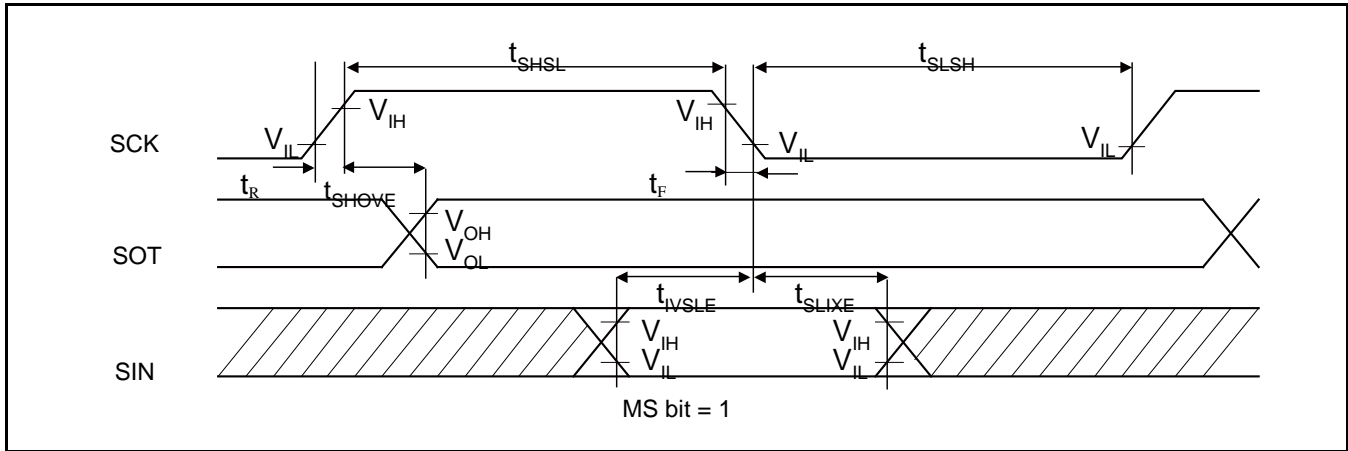 tSHSL
tSLSH
VIH
VIH
SCK
VIL
VIL
VIL
tR
tSHOVE
tF
VOH
SOT
VOL
tIVSLE
tSLIXE
VIH
VIH
SIN
VIL
VIL
MS bit = 1